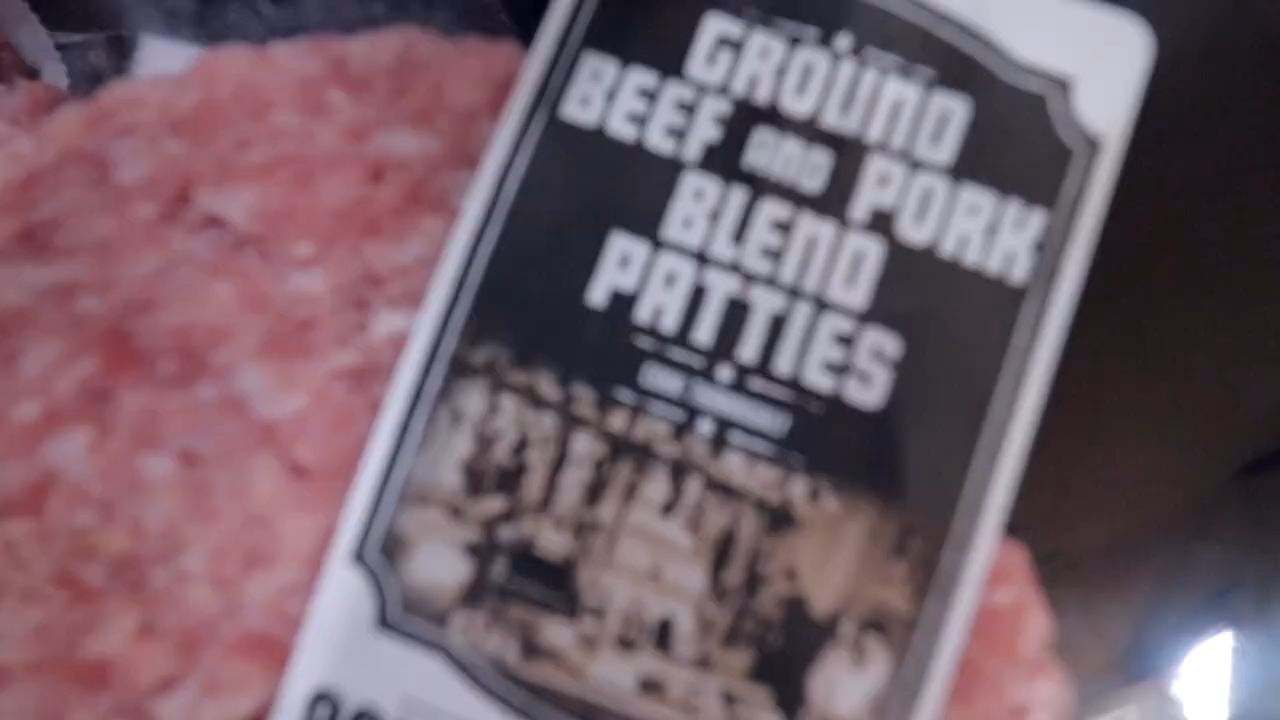 GROUND
BEEF AND PORK
BLEND
PATTIES